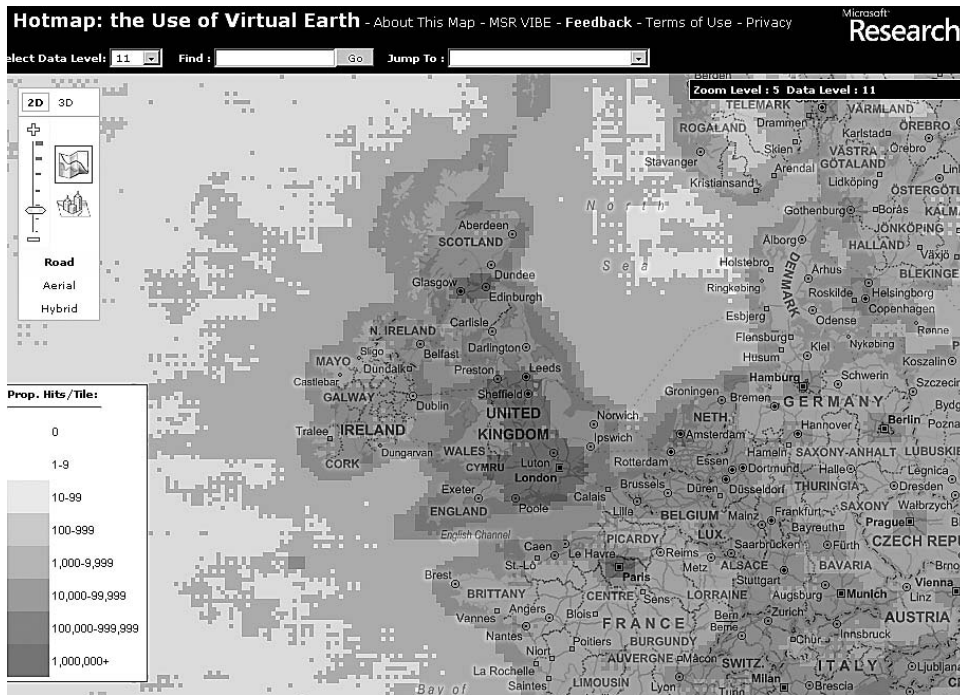 Hotmap: the Use of Virtual Earth - About This Map - MSR VIBE - Feedback - Terms of Use - Privacy
Microsoft®
Research
elect Data Level: 11 Find : Go Jump To :
Zoom Level : 5 Data Level : 11
2D 3D
Road
Aerial
Hybrid
Prop. Hits/Tile:
0
1-9
10-99
100-999
1,000-9,999
10,000-99,999
100,000-999,999
1,000,000+
TELEMARK
VÄRMLAND
Drammen
ÖREBRO
ROGALAND
Karlstad
Skien
VÄSTRA
GÖTALAND
Örebro
Stavanger
Arendal
Kristiansand
Lidköping
ÖSTERGÖTL
North
Sea
Gothenburg
Borås
KALMA
JÖNKÖPING
Aberdeen
SCOTLAND
Ålborg
HALLAND
Växjö
Holstebro
DENMARK
BLEKINGE
Dundee
Århus
Glasgow
Ringkøbing
Roskilde
Helsingborg
Edinburgh
Copenhagen
Esbjerg
Odense
Carlisle
N. IRELAND
Rønne
Flensburg
Sligo
Belfast
Darlington
Kiel
Nykøbing
MAYO
Husum
Koszalin
Dundalk
Preston
Leeds
Castlebar
Hamburg
Schwerin
Szczecin
GALWAY
Sheffield
Groningen
Bremen
GERMANY
Dublin
UNITED
KINGDOM
Norwich
NETH.
Bydg
Tralee
IRELAND
Hannover
Berlin
Pozna
Ipswich
Amsterdam
Dungarvan
WALES
CYMRU
Hameln
SAXONY-ANHALT
LUBUSKIE
CORK
Luton
Rotterdam
Essen
Dortmund
Halle
Legnica
London
Brussels
Düren
Düsseldorf
THURINGIA
Dresden
Exeter
Calais
SAXONY
Walbrzych
ENGLAND
Poole
Lille
BELGIUM
Mainz
Frankfurt
Prague
English Channel
PICARDY
LUX.
Bayreuth
CZECH REPU
Caen
Le Havre
Reims
Saarbrücken
Fürth
St-Lô
Metz
ALSACE
BAVARIA
Brno
Brest
Paris
Stuttgart
Vienna
BRITTANY
CENTRE
Sens
LORRAINE
Augsburg
Munich
Linz
Angers
Blois
Bern
Zurich
Vannes
FRANCE
Berne
AUSTRIA
Nantes
Poitiers
BURGUNDY
Chur
Innsbruck
Niort
AUVERGNE
Mâcon
SWITZ.
ITALY
Ljubljana
La Rochelle
Saintes
LIMOUSIN
Lyon
Milan
Brescia
Bay of